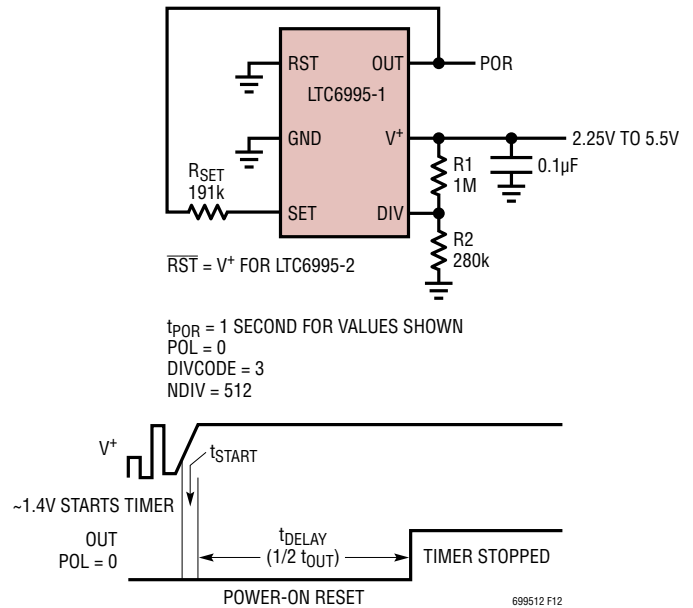 RST
OUT
POR
LTC6995-1
GND
V+
2.25V TO 5.5V
R1
1M
0.1µF
RSET
191k
SET
DIV
R2
280k
R̅S̅T̅ = V+ FOR LTC6995-2
tPOR = 1 SECOND FOR VALUES SHOWN
POL = 0
DIVCODE = 3
NDIV = 512
V+
tSTART
~1.4V STARTS TIMER
OUT
POL = 0
tDELAY
(1/2 tOUT)
TIMER STOPPED
POWER-ON RESET
699512 F12